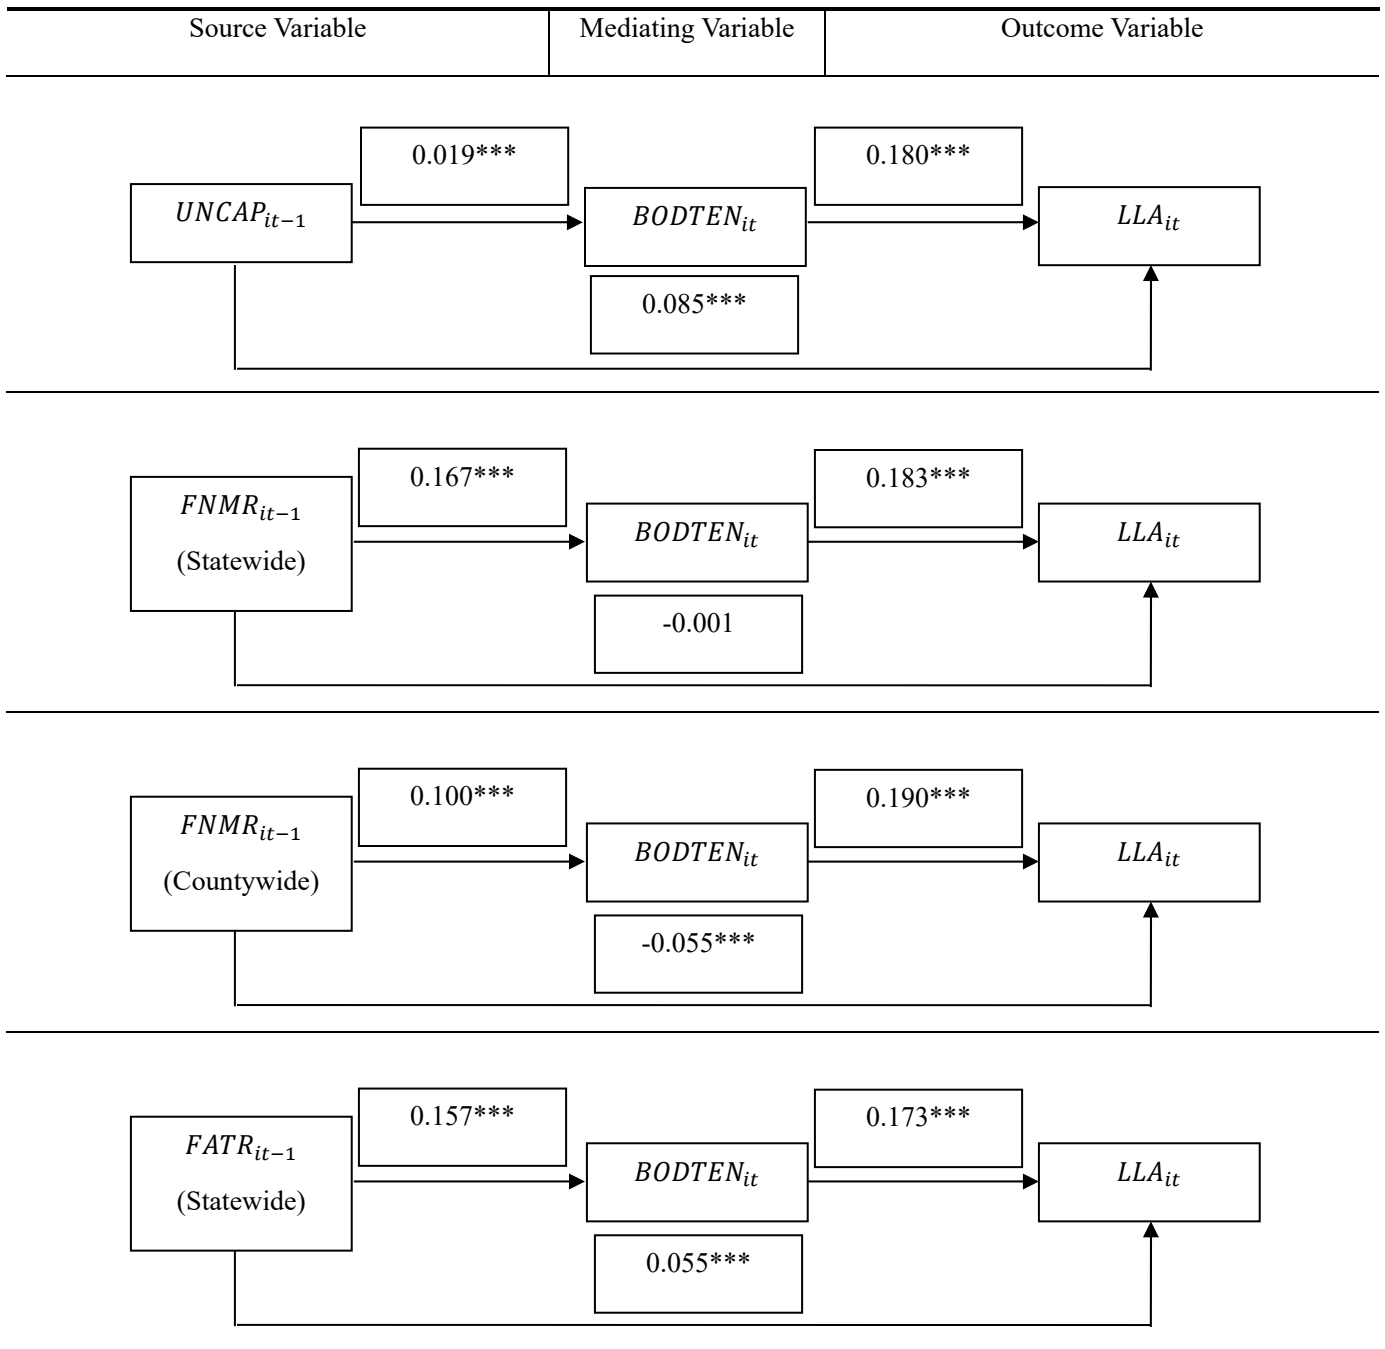 Source Variable Mediating Variable Outcome Variable
0.019*** 0.180***
UNCAP_{it-1} BODTEN_{it} LLA_{it}
0.085***
0.167*** 0.183***
FNMR_{it-1}
BODTEN_{it} LLA_{it}
(Statewide)
-0.001
0.100*** 0.190***
FNMR_{it-1}
BODTEN_{it} LLA_{it}
(Countywide)
-0.055***
0.157*** 0.173***
FATR_{it-1}
BODTEN_{it} LLA_{it}
(Statewide)
0.055***